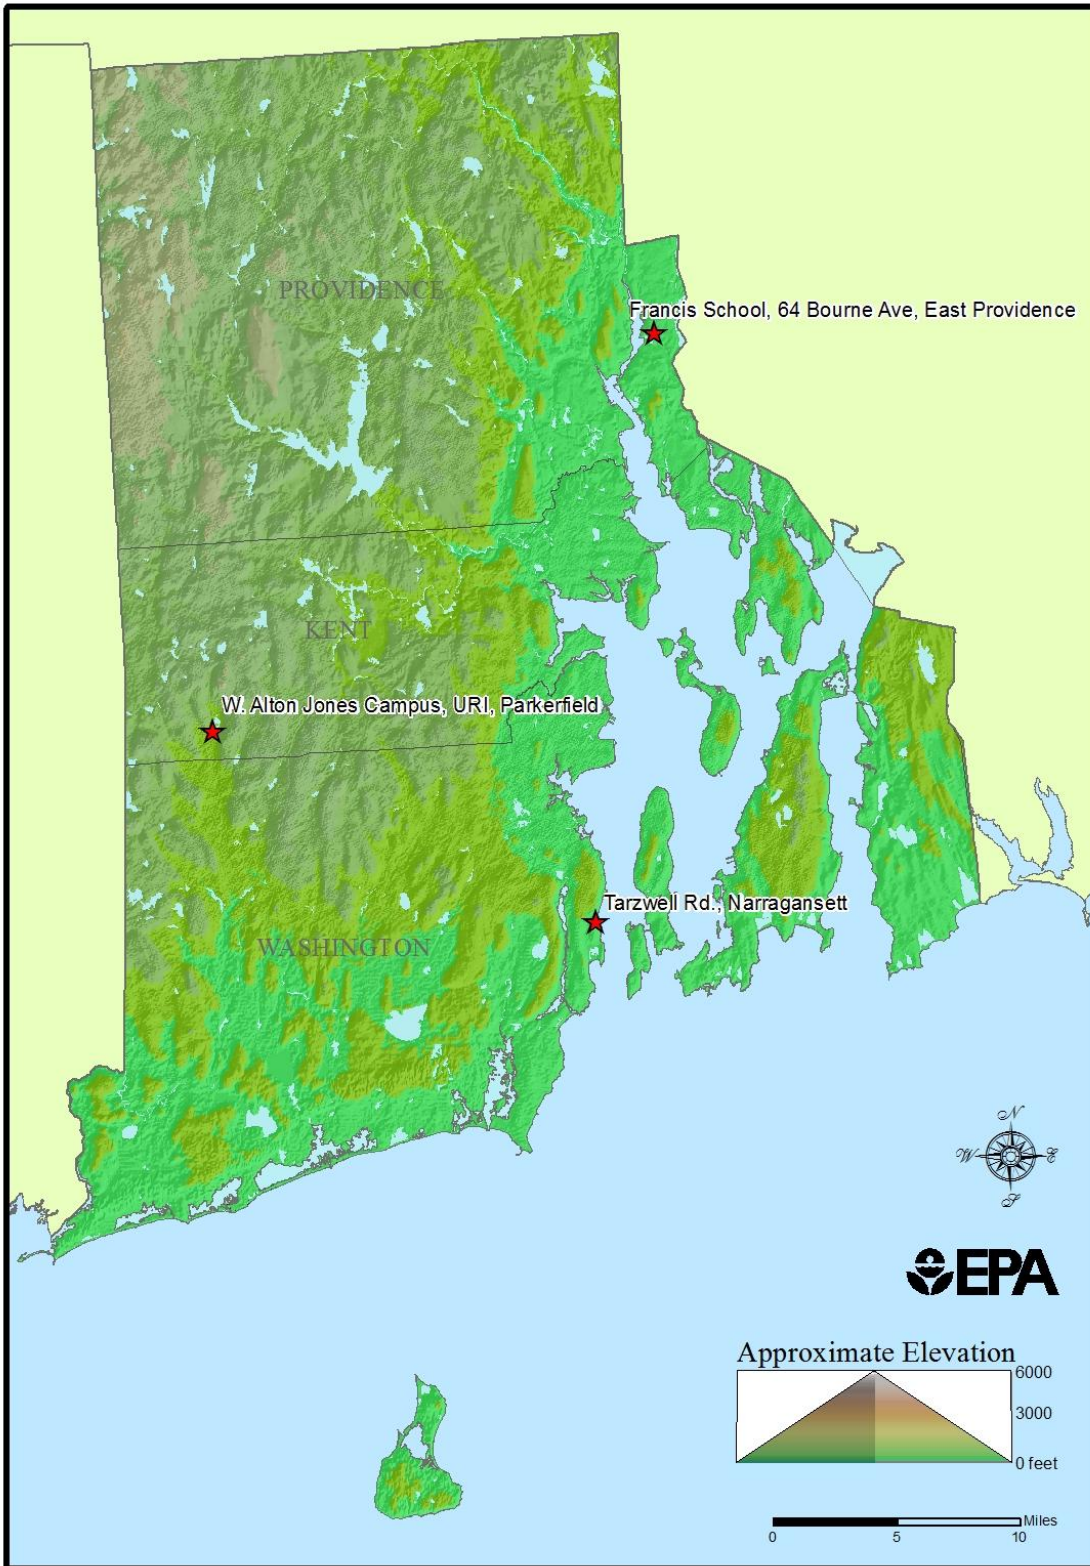 PROVIDENCE
Francis School, 64 Bourne Ave, East Providence
KENT
W. Alton Jones Campus, URI, Parkerfield
Tarzwell Rd., Narragansett
WASHINGTON
N
W E
S
EPA
Approximate Elevation
6000
3000
0 feet
Miles
0 5 10